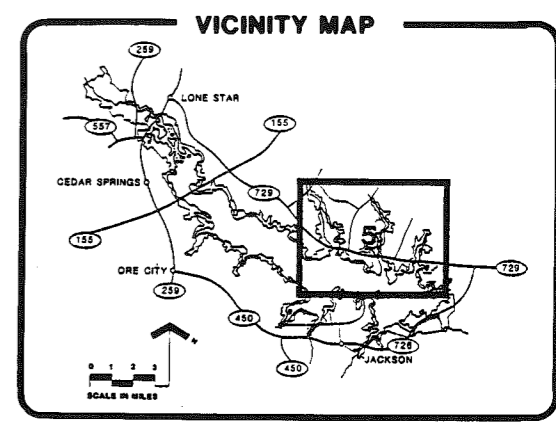 VICINITY MAP
259
LONE STAR
557
155
CEDAR SPRINGS
729
5
155
ORE CITY
259
729
450
726
JACKSON
450
N
0 1 2 3
SCALE IN MILES